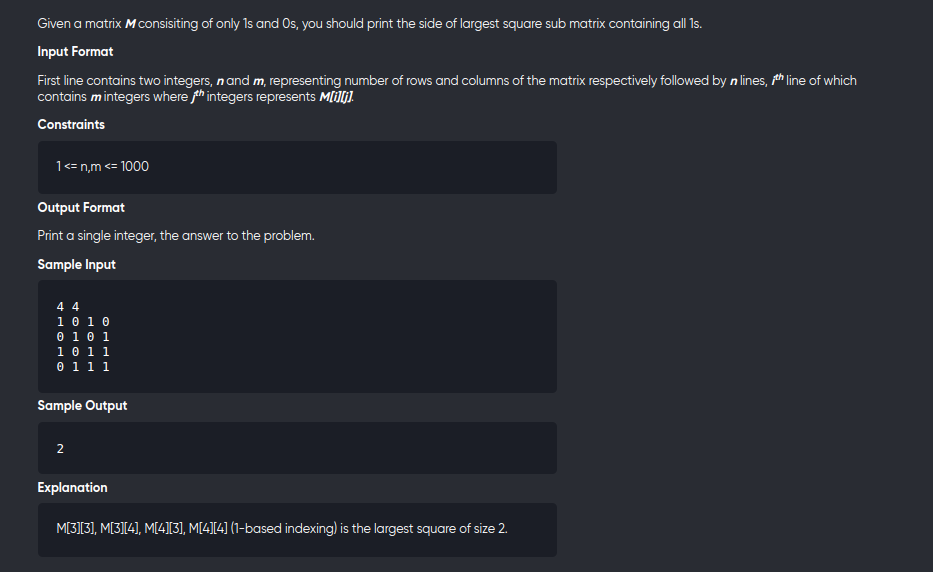 Given a matrix M consisiting of only 1s and 0s, you should print the side of largest square sub matrix containing all 1s.
Input Format
First line contains two integers, n and m, representing number of rows and columns of the matrix respectively followed by n lines, ith line of which
contains m integers where jth integers represents M[i][j].
Constraints
1 <= n,m <= 1000
Output Format
Print a single integer, the answer to the problem.
Sample Input
4 4
1 0 1 0
0 1 0 1
1 0 1 1
0 1 1 1
Sample Output
2
Explanation
M[3][3], M[3][4], M[4][3], M[4][4] (1-based indexing) is the largest square of size 2.